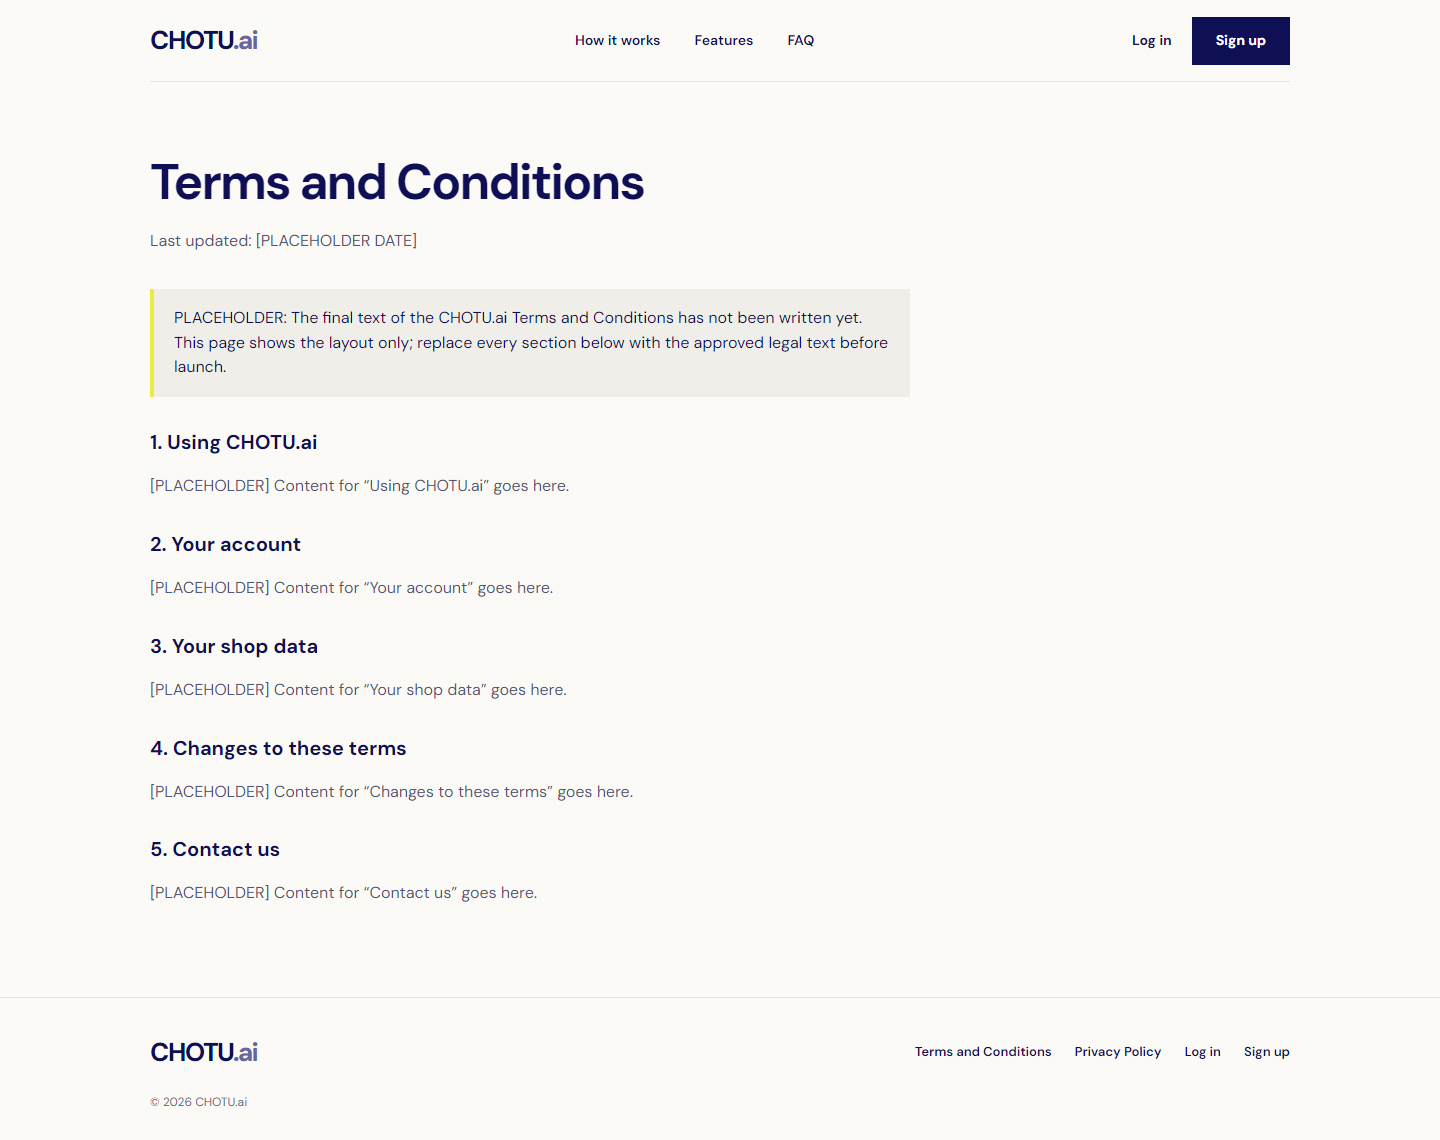 CHOTU.ai
How it works
Features
FAQ
Log in
Sign up
Terms and Conditions
Last updated: [PLACEHOLDER DATE]
PLACEHOLDER: The final text of the CHOTU.ai Terms and Conditions has not been written yet.
This page shows the layout only; replace every section below with the approved legal text before
launch.
1. Using CHOTU.ai
[PLACEHOLDER] Content for “Using CHOTU.ai” goes here.
2. Your account
[PLACEHOLDER] Content for “Your account” goes here.
3. Your shop data
[PLACEHOLDER] Content for “Your shop data” goes here.
4. Changes to these terms
[PLACEHOLDER] Content for “Changes to these terms” goes here.
5. Contact us
[PLACEHOLDER] Content for “Contact us” goes here.
CHOTU.ai
Terms and Conditions
Privacy Policy
Log in
Sign up
© 2026 CHOTU.ai